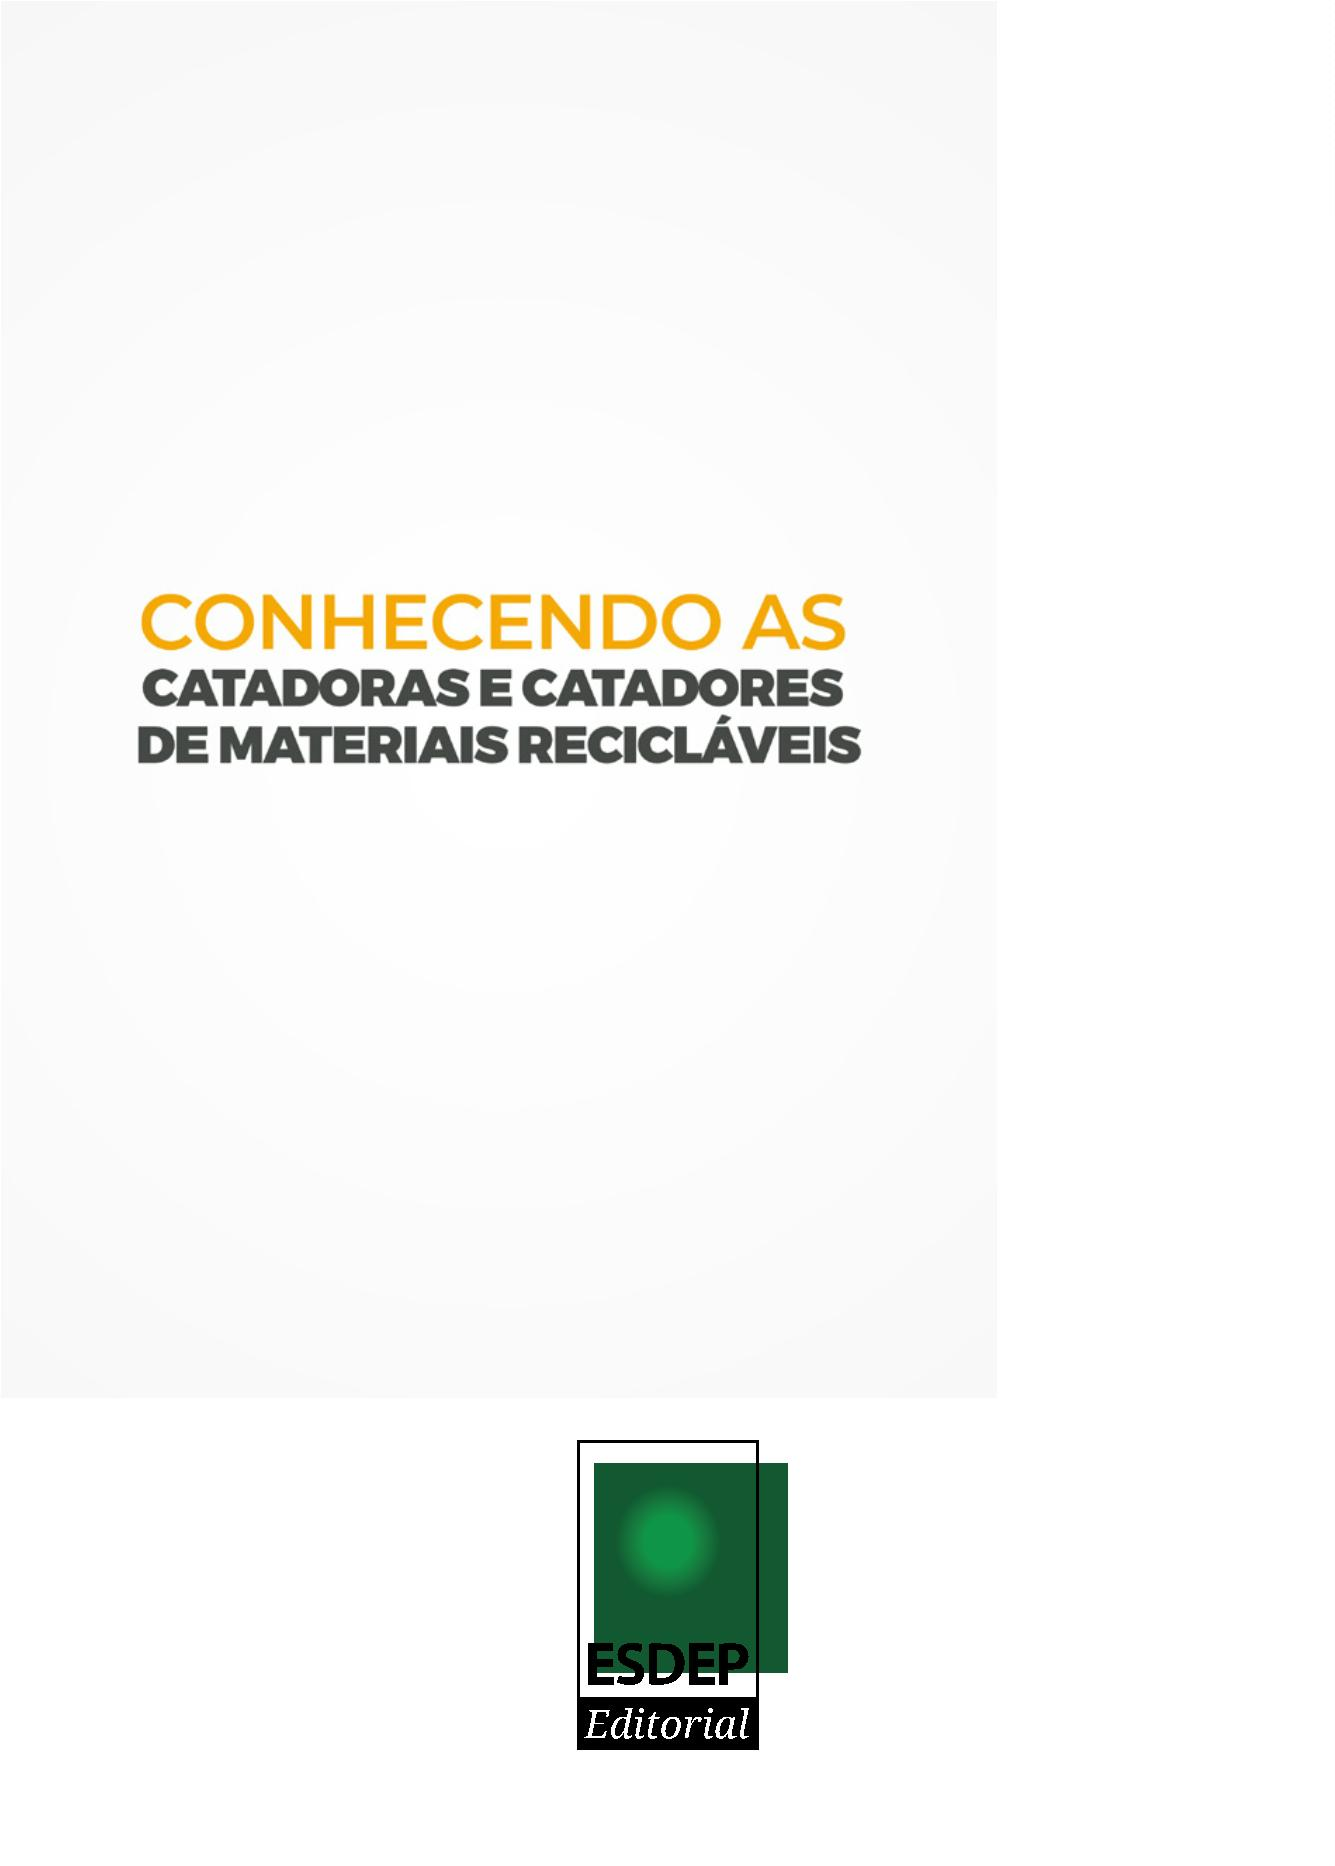 CONHECENDO AS
CATADORAS E CATADORES
DE MATERIAIS RECICLÁVEIS
ESDEP
Editorial